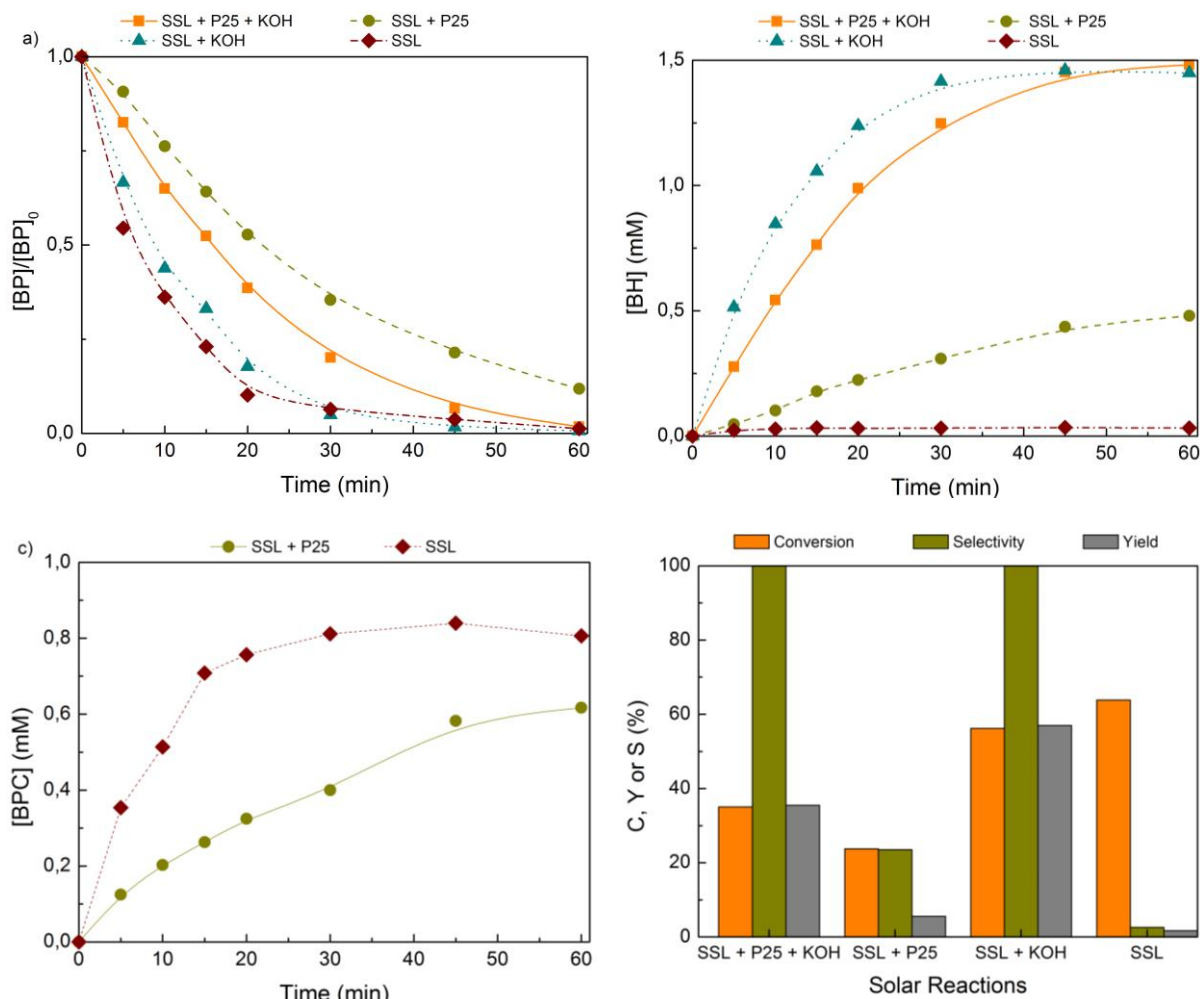 a)
SSL + P25 + KOH SSL + P25
SSL + KOH SSL
1,0
0,5
0,0
[BP]/[BP]0
0 10 20 30 40 50 60
Time (min)
SSL + P25 + KOH SSL + P25
SSL + KOH SSL
1,5
1,0
0,5
0,0
[BH] (mM)
0 10 20 30 40 50 60
Time (min)
c)
SSL + P25 SSL
1,0
0,8
0,6
0,4
0,2
0,0
[BPC] (mM)
0 10 20 30 40 50 60
Time (min)
Conversion Selectivity Yield
100
80
60
40
20
0
C, Y or S (%)
SSL + P25 + KOH SSL + P25 SSL + KOH SSL
Solar Reactions